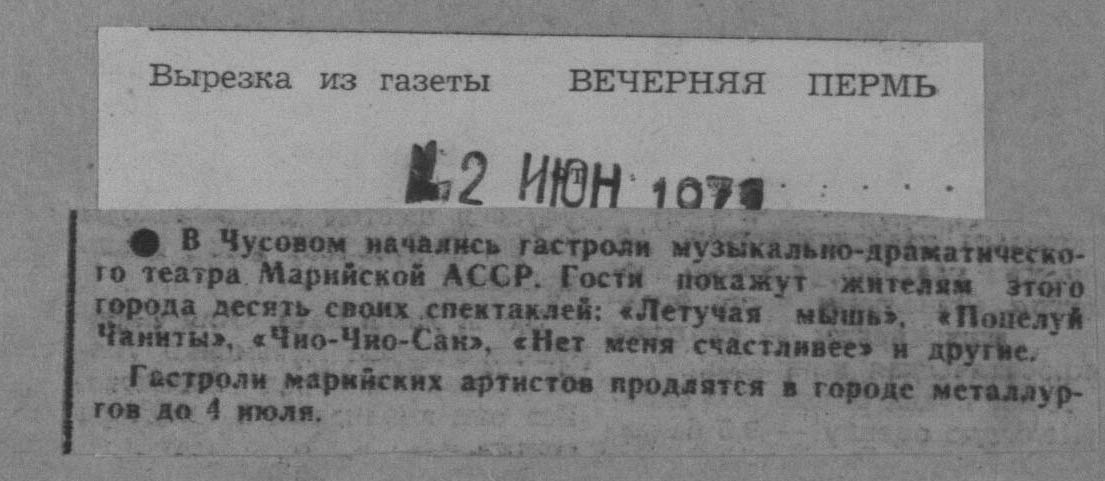 Вырезка из газеты ВЕЧЕРНЯЯ ПЕРМЬ
2 ИЮН
● В Чусовом начались гастроли музыкально-драматическо-
го театра Марийской АССР. Гости покажут жителям этого
города десять своих спектаклей: «Летучая мышь», «Поцелуй
Чаниты», «Чио-Чио-Сан», «Нет меня счастливее» и другие.
Гастроли марийских артистов продлятся в городе металлур-
гов до 4 июля.